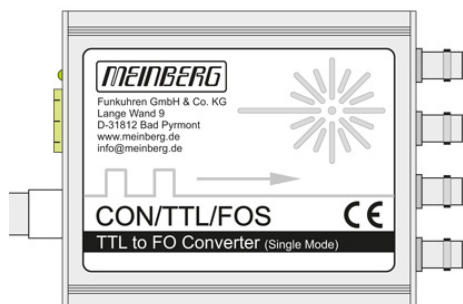 MEINBERG
Funkuhren GmbH & Co. KG
Lange Wand 9
D-31812 Bad Pyrmont
www.meinberg.de
info@meinberg.de
CON/TTL/FOS
CE
TTL to FO Converter (Single Mode)